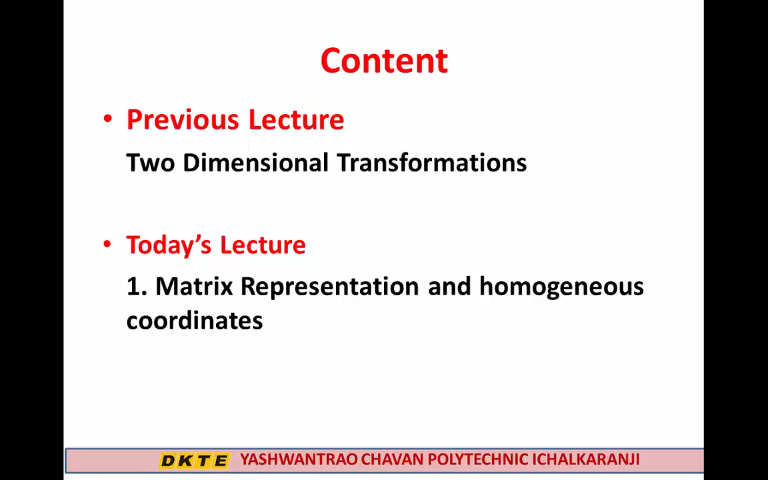 Content
• Previous Lecture
Two Dimensional Transformations
• Today's Lecture
1. Matrix Representation and homogeneous
coordinates
DKTE YASHWANTRAO CHAVAN POLYTECHNIC ICHALKARANJI